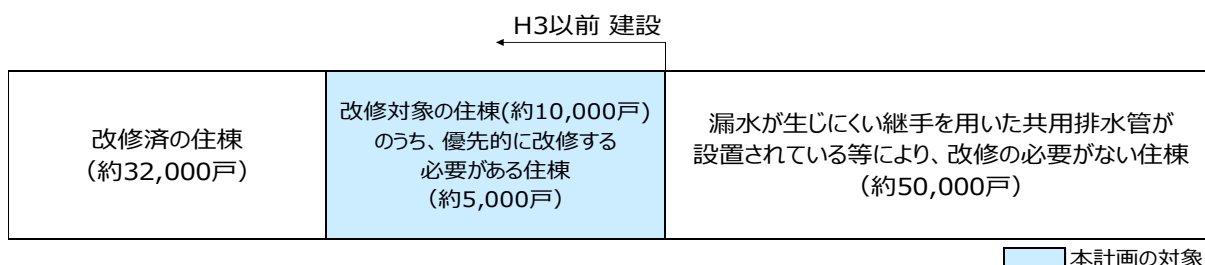 H3以前 建設
改修済の住棟
（約32,000戸）
改修対象の住棟(約10,000戸)
のうち、優先的に改修する
必要がある住棟
（約5,000戸）
漏水が生じにくい継手を用いた共用排水管が
設置されている等により、改修の必要がない住棟
（約50,000戸）
本計画の対象